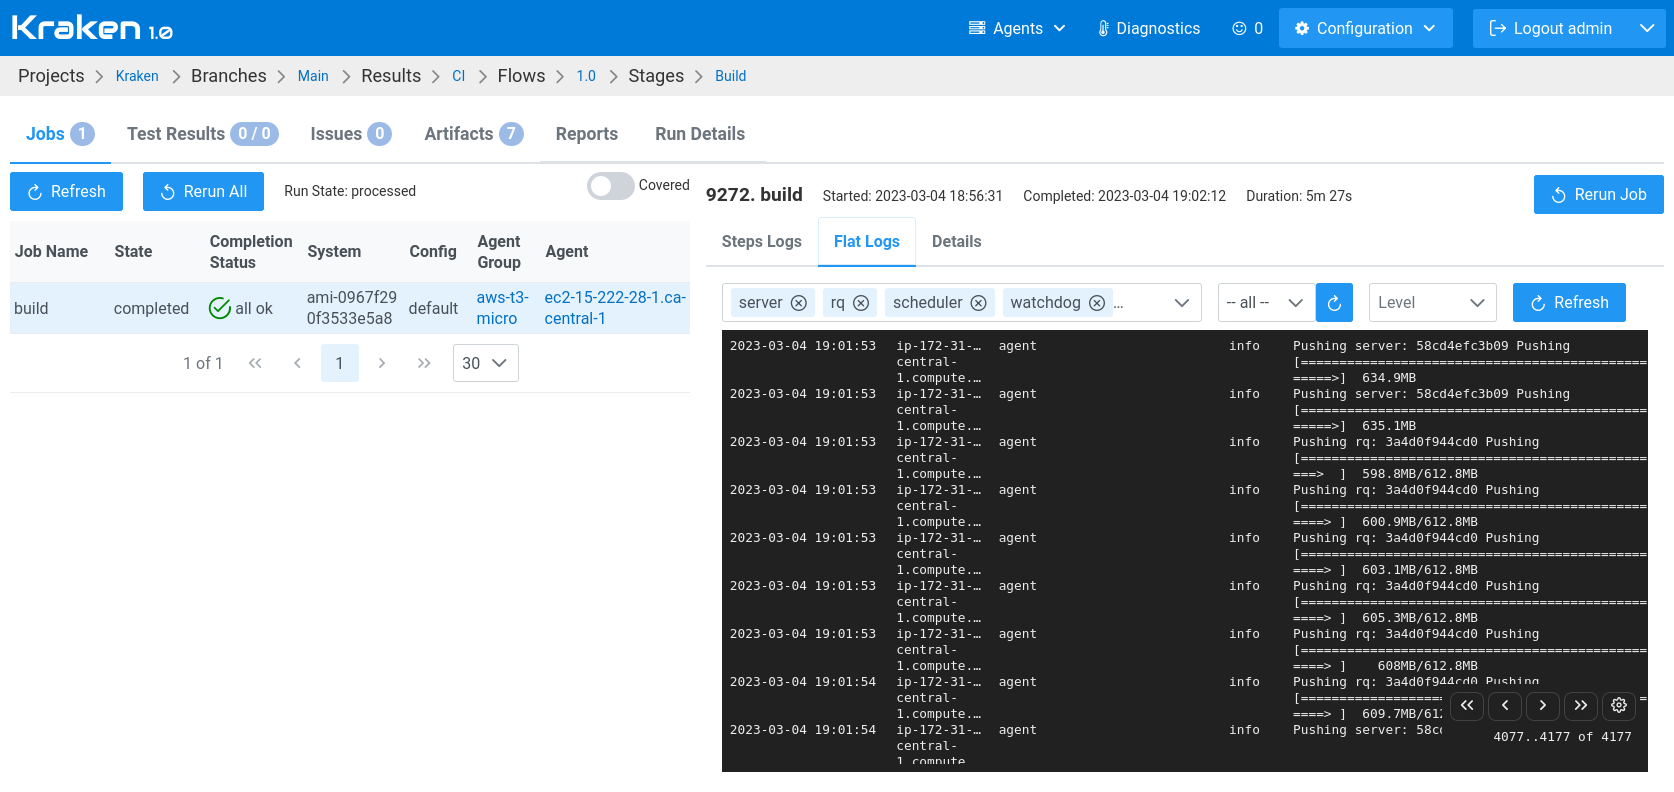 Kraken 1.0
Agents Diagnostics 0 Configuration Logout admin
Projects Kraken Branches Main Results CI Flows 1.0 Stages Build
Jobs 1 Test Results 0 / 0 Issues 0 Artifacts 7 Reports Run Details
Refresh Rerun All Run State: processed Covered
Job Name State Completion Status System Config Agent Group Agent
build completed all ok ami-0967f29 default aws-t3- ec2-15-222-28-1.ca-
0f3533e5a8 micro central-1
1 of 1 1 30
9272. build Started: 2023-03-04 18:56:31 Completed: 2023-03-04 19:02:12 Duration: 5m 27s Rerun Job
Steps Logs Flat Logs Details
server rq scheduler watchdog ... -- all -- Level Refresh
2023-03-04 19:01:53 ip-172-31-… agent info Pushing server: 58cd4efc3b09 Pushing
central- [=============================================
1.compute.… =====>] 634.9MB
2023-03-04 19:01:53 ip-172-31-… agent info Pushing server: 58cd4efc3b09 Pushing
central- [=============================================
1.compute.… =====>] 635.1MB
2023-03-04 19:01:53 ip-172-31-… agent info Pushing rq: 3a4d0f944cd0 Pushing
central- [=============================================
1.compute.… ===>  ] 598.8MB/612.8MB
2023-03-04 19:01:53 ip-172-31-… agent info Pushing rq: 3a4d0f944cd0 Pushing
central- [=============================================
1.compute.… ====> ] 600.9MB/612.8MB
2023-03-04 19:01:53 ip-172-31-… agent info Pushing rq: 3a4d0f944cd0 Pushing
central- [=============================================
1.compute.… ====> ] 603.1MB/612.8MB
2023-03-04 19:01:53 ip-172-31-… agent info Pushing rq: 3a4d0f944cd0 Pushing
central- [=============================================
1.compute.… ====> ] 605.3MB/612.8MB
2023-03-04 19:01:53 ip-172-31-… agent info Pushing rq: 3a4d0f944cd0 Pushing
central- [=============================================
1.compute.… ====> ] 608MB/612.8MB
2023-03-04 19:01:54 ip-172-31-… agent info Pushing rq: 3a4d0f944cd0 Pushing
central- [=================== =
1.compute.… ====> ] 609.7MB/612
2023-03-04 19:01:54 ip-172-31-… agent info Pushing server: 58cd
central- 4077..4177 of 4177
1.compute